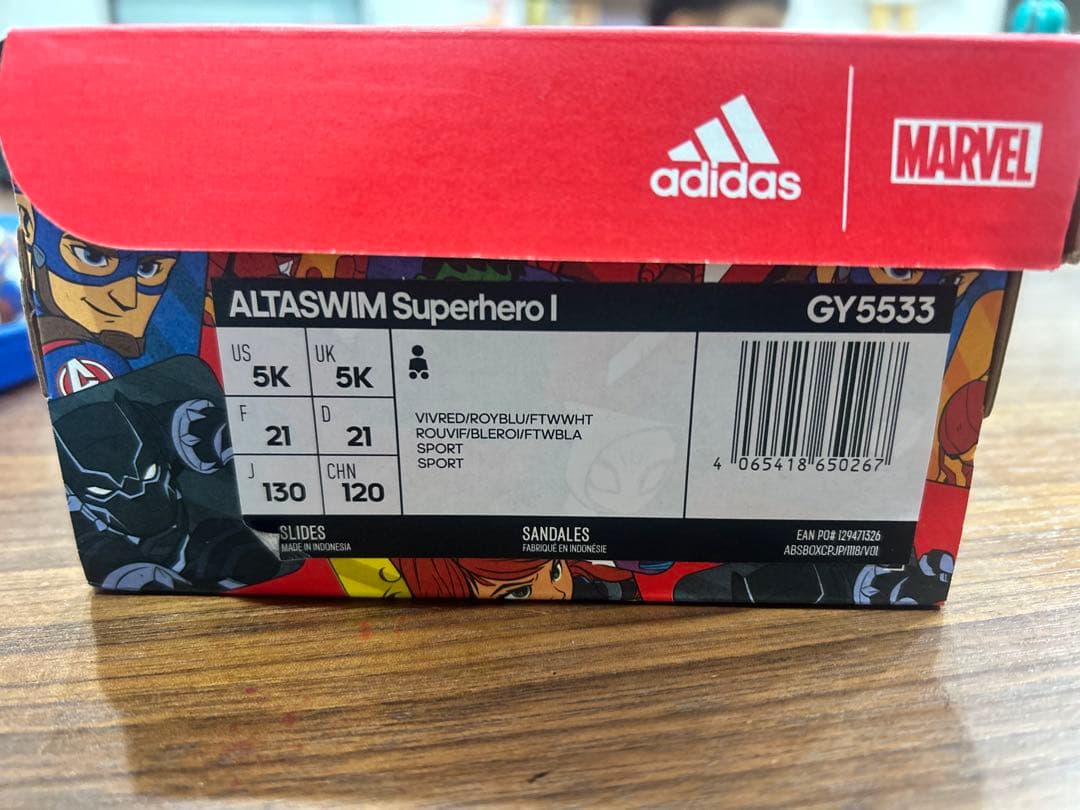 adidas
MARVEL
ALTASWIM Superhero I GY5533
US 5K UK 5K
F 21 D 21
J 130 CHN 120
VIVRED/ROYBLU/FTWWHT
ROUVIF/BLEROI/FTWBLA
SPORT
SPORT
4 065418 650267
SLIDES
MADE IN INDONESIA
SANDALES
FABRIQUÉ EN INDONÉSIE
EAN PO# 129471326
ABSBOXCPJP/1118/V01